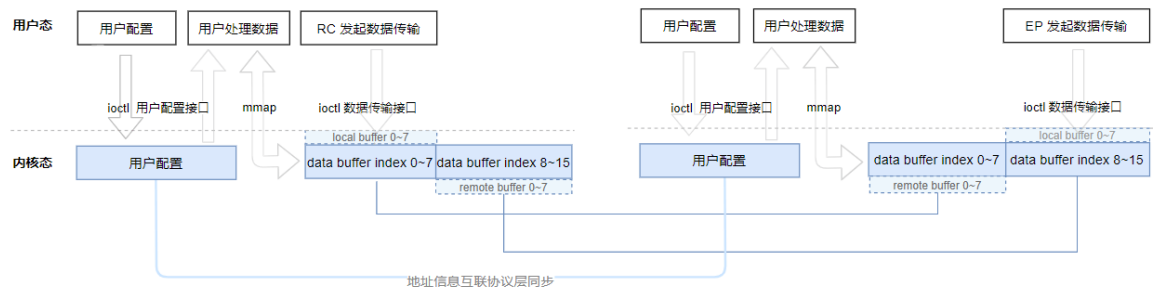 用户态
用户配置
用户处理数据
RC 发起数据传输
用户配置
用户处理数据
EP 发起数据传输
ioctl 用户配置接口
mmap
ioctl 数据传输接口
ioctl 用户配置接口
mmap
ioctl 数据传输接口
local buffer 0~7
local buffer 0~7
内核态
用户配置
data buffer index 0~7
data buffer index 8~15
用户配置
data buffer index 0~7
data buffer index 8~15
remote buffer 0~7
remote buffer 0~7
地址信息互联协议层同步